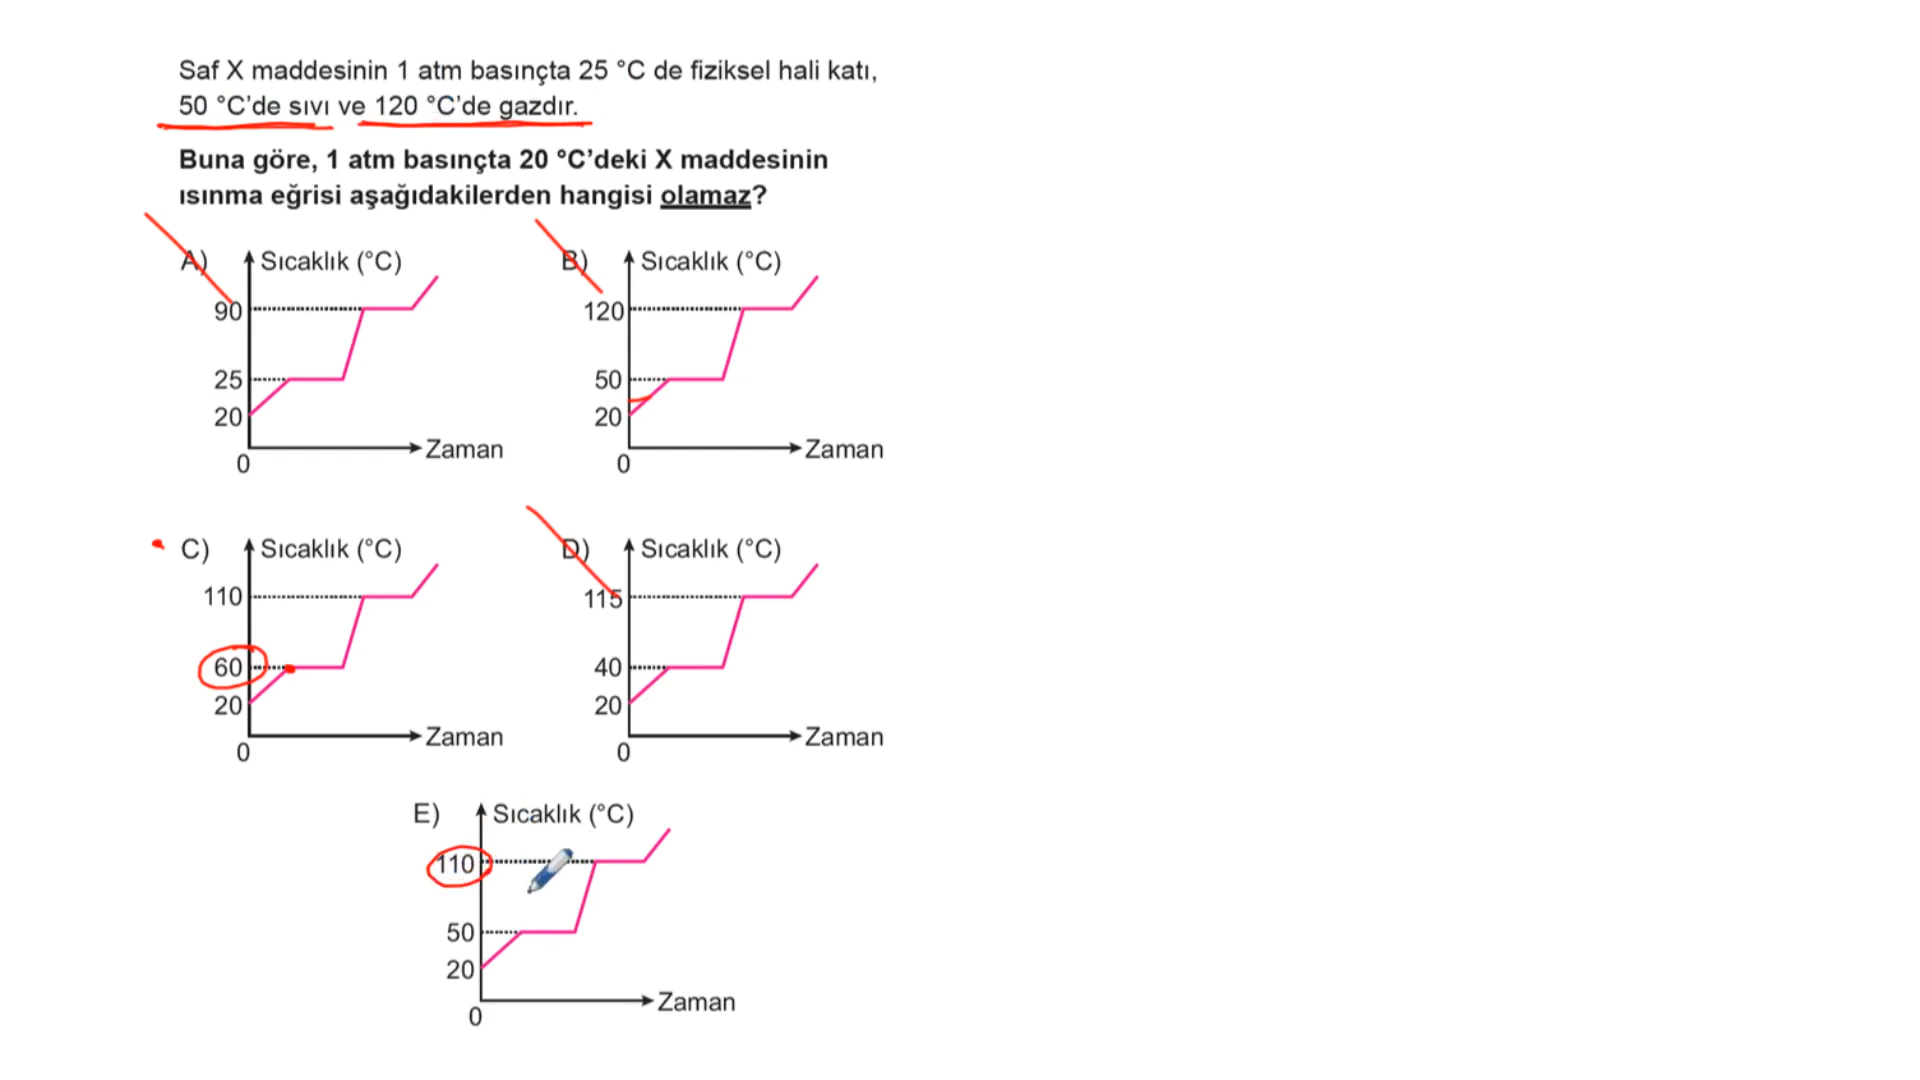 Saf X maddesinin 1 atm basınçta 25 °C de fiziksel hali katı,
50 °C'de sıvı ve 120 °C'de gazdır.
Buna göre, 1 atm basınçta 20 °C'deki X maddesinin
ısınma eğrisi aşağıdakilerden hangisi olamaz?
A) Sıcaklık (°C)
90
25
20
0
Zaman
B) Sıcaklık (°C)
120
50
20
0
Zaman
C) Sıcaklık (°C)
110
60
20
0
Zaman
D) Sıcaklık (°C)
115
40
20
0
Zaman
E) Sıcaklık (°C)
110
50
20
0
Zaman